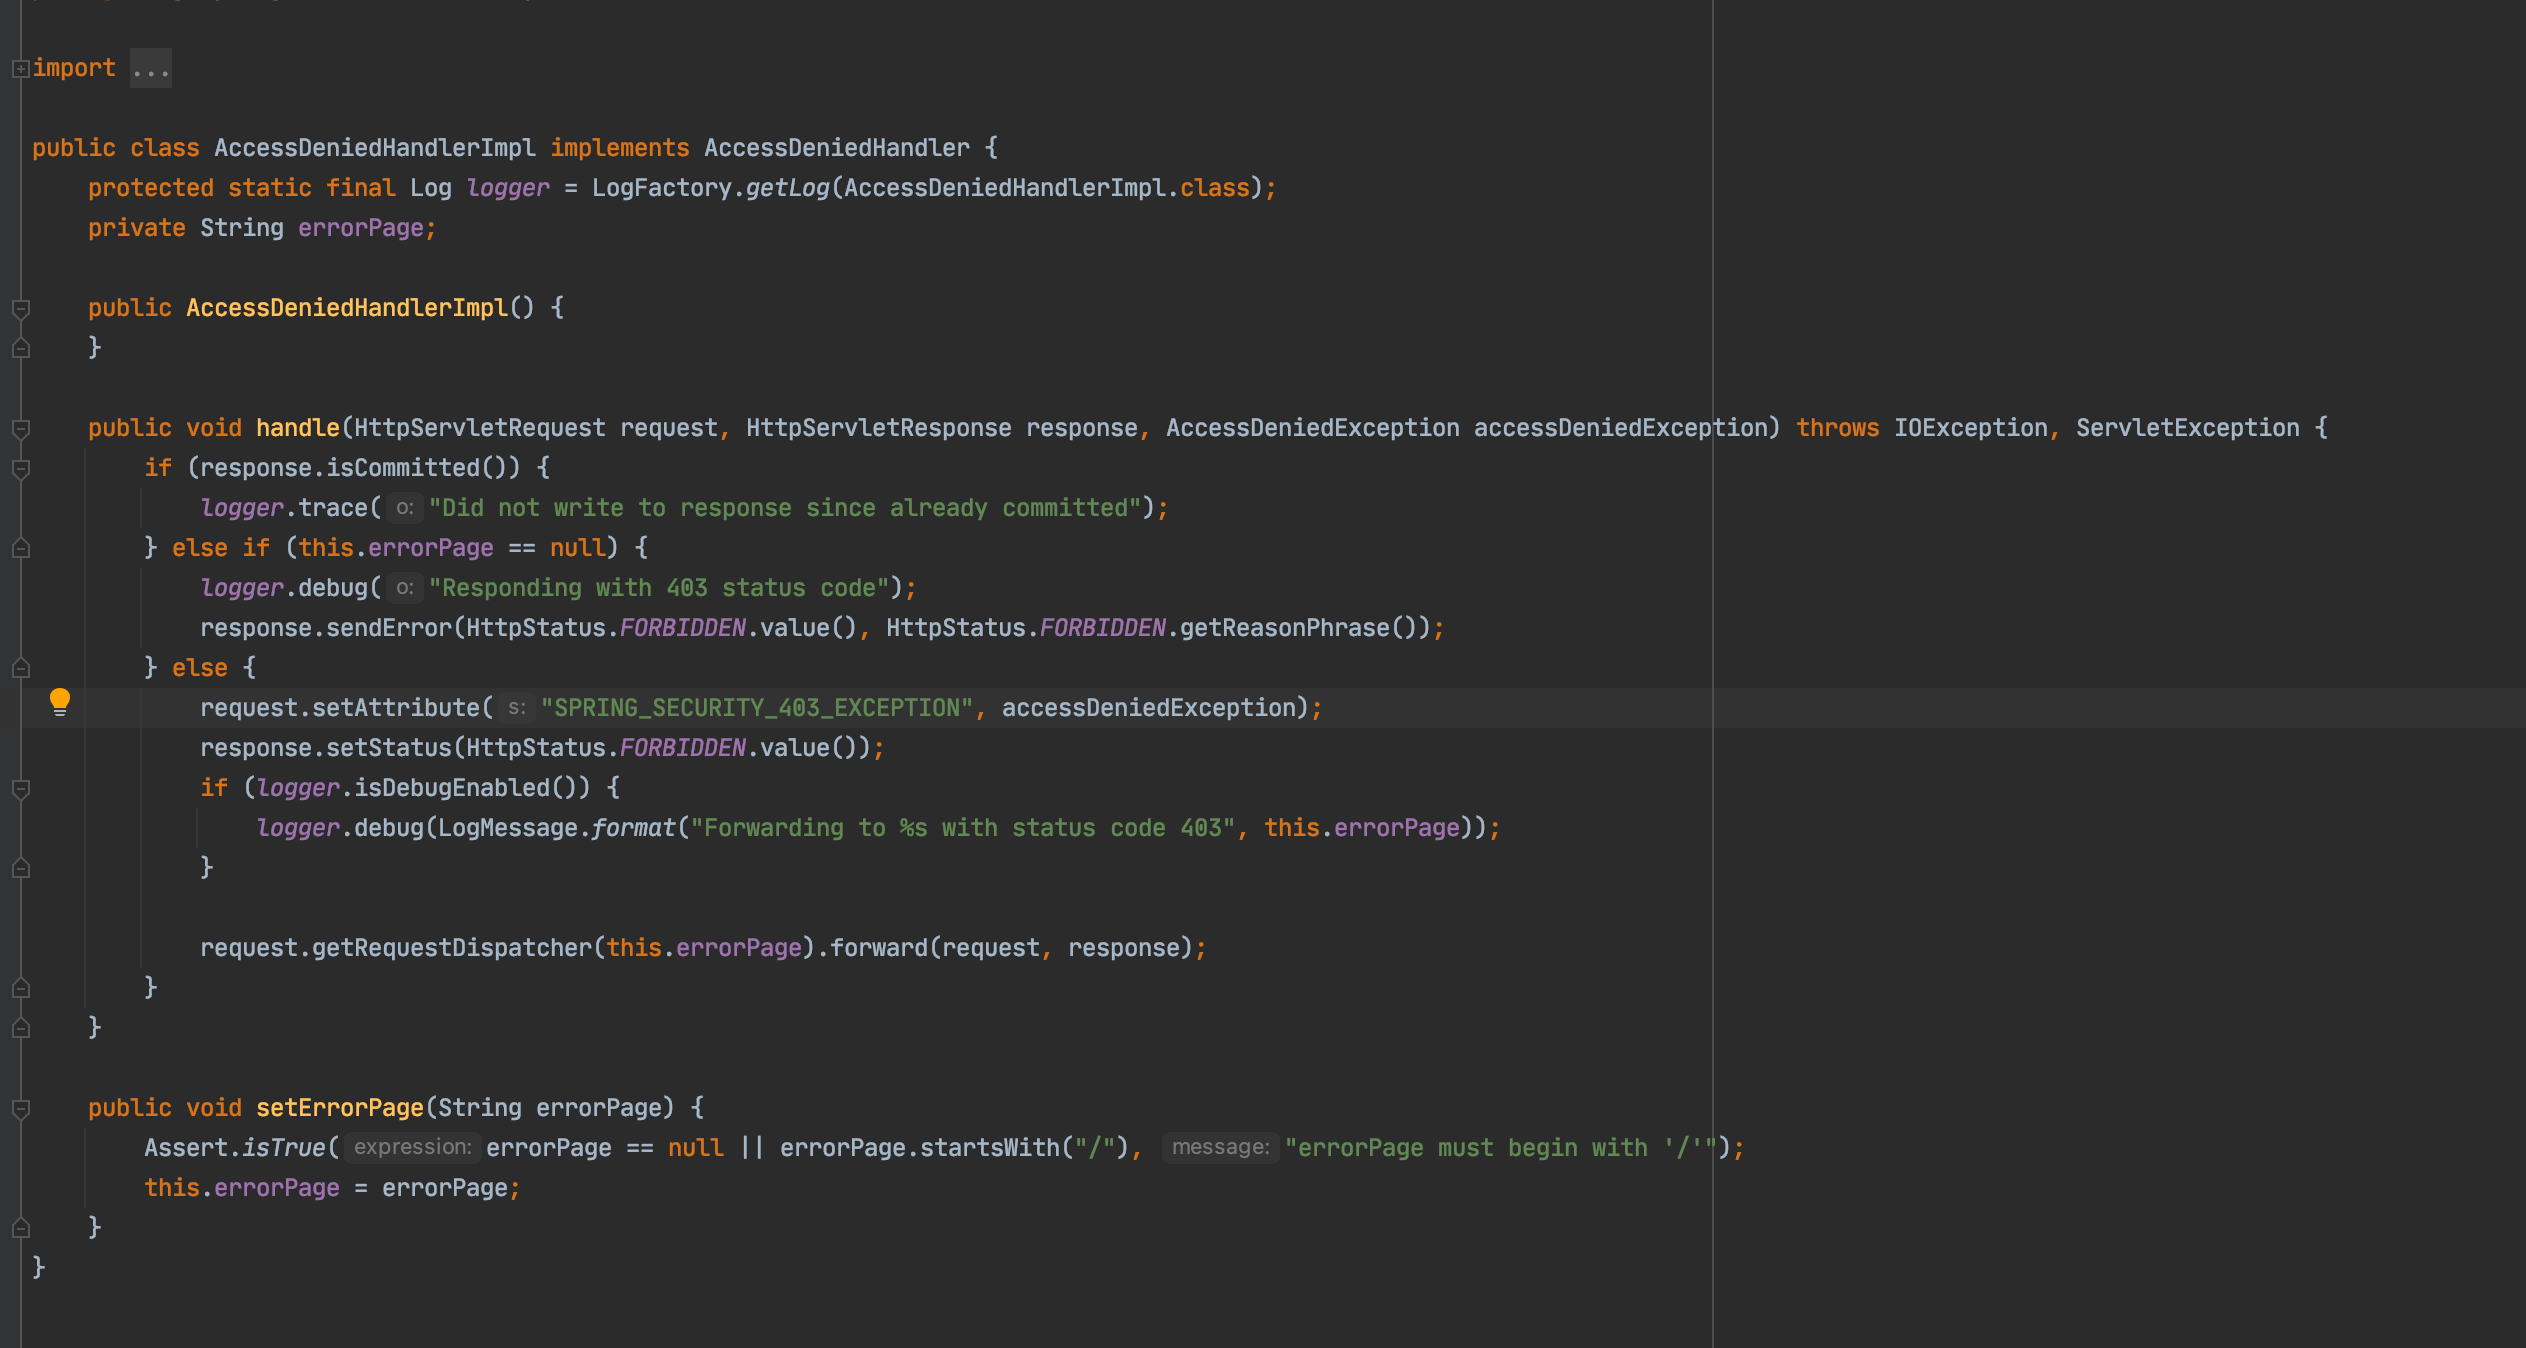 import ...
public class AccessDeniedHandlerImpl implements AccessDeniedHandler {
    protected static final Log logger = LogFactory.getLog(AccessDeniedHandlerImpl.class);
    private String errorPage;
    public AccessDeniedHandlerImpl() {
    }
    public void handle(HttpServletRequest request, HttpServletResponse response, AccessDeniedException accessDeniedException) throws IOException, ServletException {
        if (response.isCommitted()) {
            logger.trace( o: "Did not write to response since already committed");
        } else if (this.errorPage == null) {
            logger.debug( o: "Responding with 403 status code");
            response.sendError(HttpStatus.FORBIDDEN.value(), HttpStatus.FORBIDDEN.getReasonPhrase());
        } else {
            request.setAttribute( s: "SPRING_SECURITY_403_EXCEPTION", accessDeniedException);
            response.setStatus(HttpStatus.FORBIDDEN.value());
            if (logger.isDebugEnabled()) {
                logger.debug(LogMessage.format("Forwarding to %s with status code 403", this.errorPage));
            }
            request.getRequestDispatcher(this.errorPage).forward(request, response);
        }
    }
    public void setErrorPage(String errorPage) {
        Assert.isTrue( expression: errorPage == null || errorPage.startsWith("/"), message: "errorPage must begin with '/'");
        this.errorPage = errorPage;
    }
}